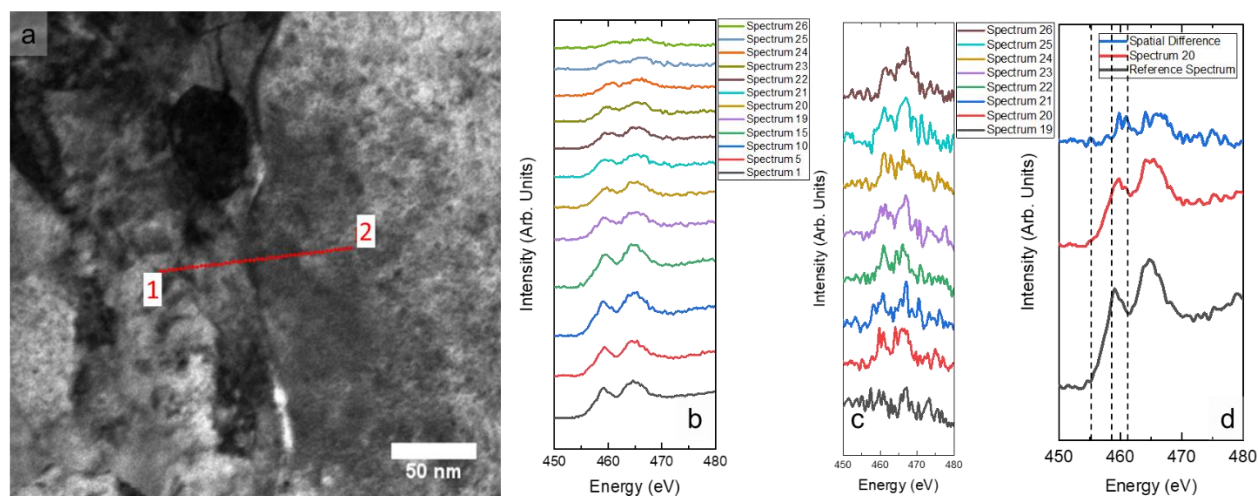 a
1
2
50 nm
Intensity (Arb. Units)
Spectrum 26
Spectrum 25
Spectrum 24
Spectrum 23
Spectrum 22
Spectrum 21
Spectrum 20
Spectrum 19
Spectrum 15
Spectrum 10
Spectrum 5
Spectrum 1
b
450 460 470 480
Energy (eV)
Intensity (Arb. Units)
Spectrum 26
Spectrum 25
Spectrum 24
Spectrum 23
Spectrum 22
Spectrum 21
Spectrum 20
Spectrum 19
c
450 460 470 480
Energy (eV)
Intensity (Arb. Units)
Spatial Difference
Spectrum 20
Reference Spectrum
d
450 460 470 480
Energy (eV)